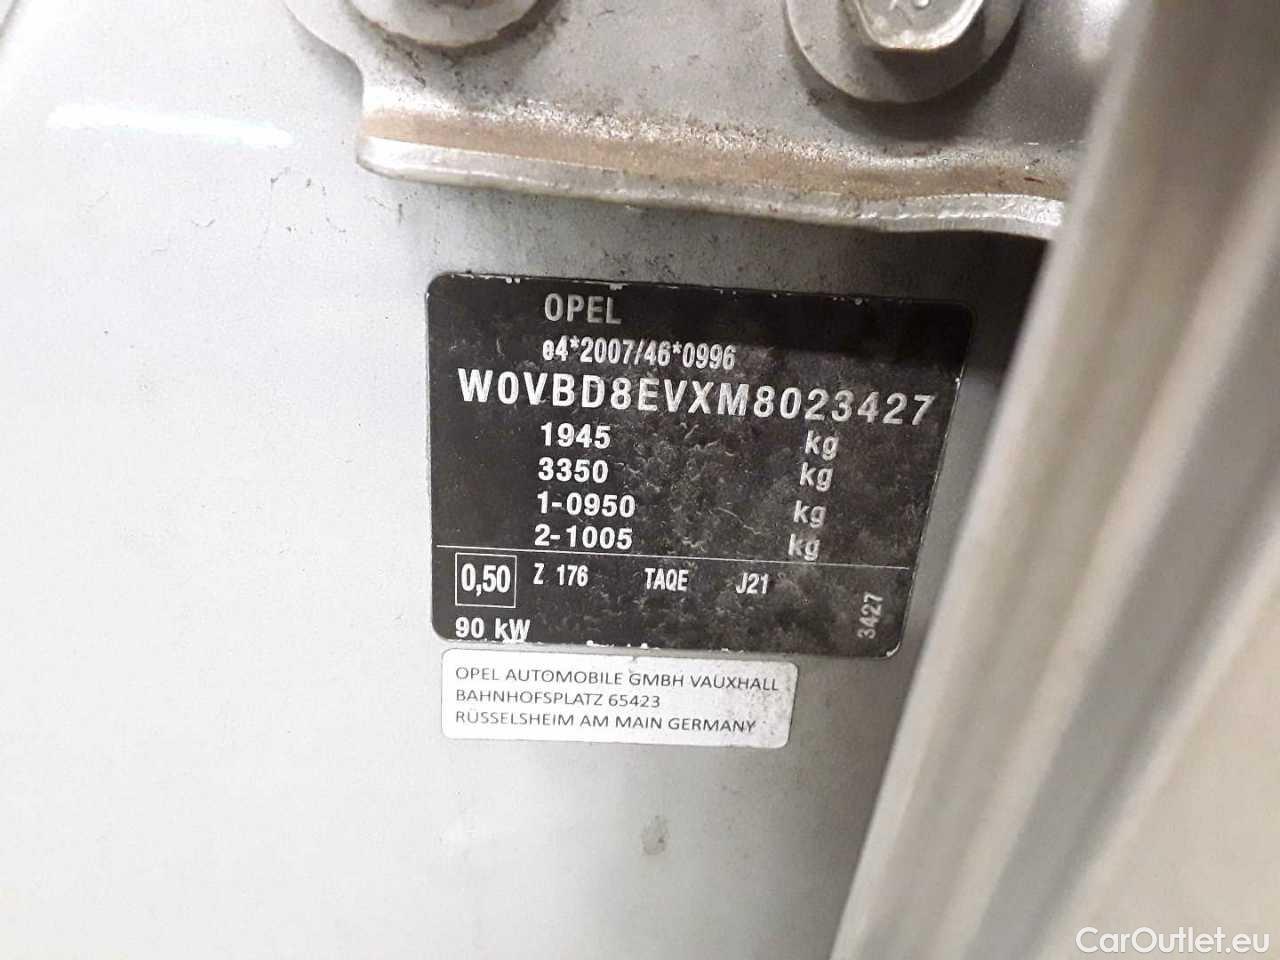 OPEL
e4*2007/46*0996
W0VBD8EVXM8023427
1945 kg
3350 kg
1-0950 kg
2-1005 kg
0,50 Z 176 TAQE J21
3427
90 kW
OPEL AUTOMOBILE GMBH VAUXHALL
BAHNHOFSPLATZ 65423
RÜSSELSHEIM AM MAIN GERMANY
CarOutlet.eu